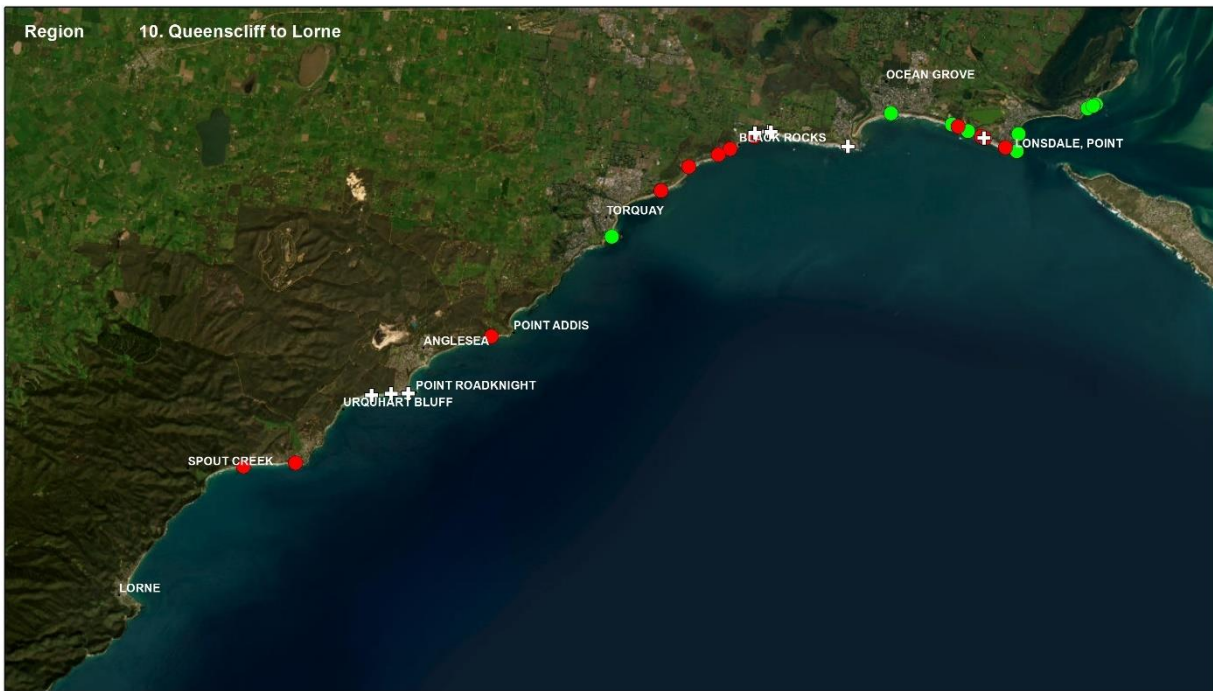 Region 10. Queenscliff to Lorne
OCEAN GROVE
BLACK ROCKS
LONSDALE, POINT
TORQUAY
POINT ADDIS
ANGLESEA
POINT ROADKNIGHT
URQUHART BLUFF
SPOUT CREEK
LORNE